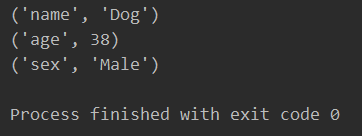 ('name', 'Dog')
('age', 38)
('sex', 'Male')
Process finished with exit code 0